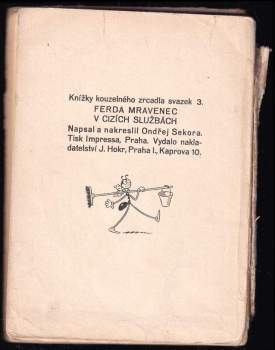 Knížky kouzelného zrcadla svazek 3.
FERDA MRAVENEC
V CIZÍCH SLUŽBÁCH
Napsal a nakreslil Ondřej Sekora.
Tisk Impressa, Praha. Vydalo nakla-
datelství J. Hokr, Praha I., Kaprova 10.